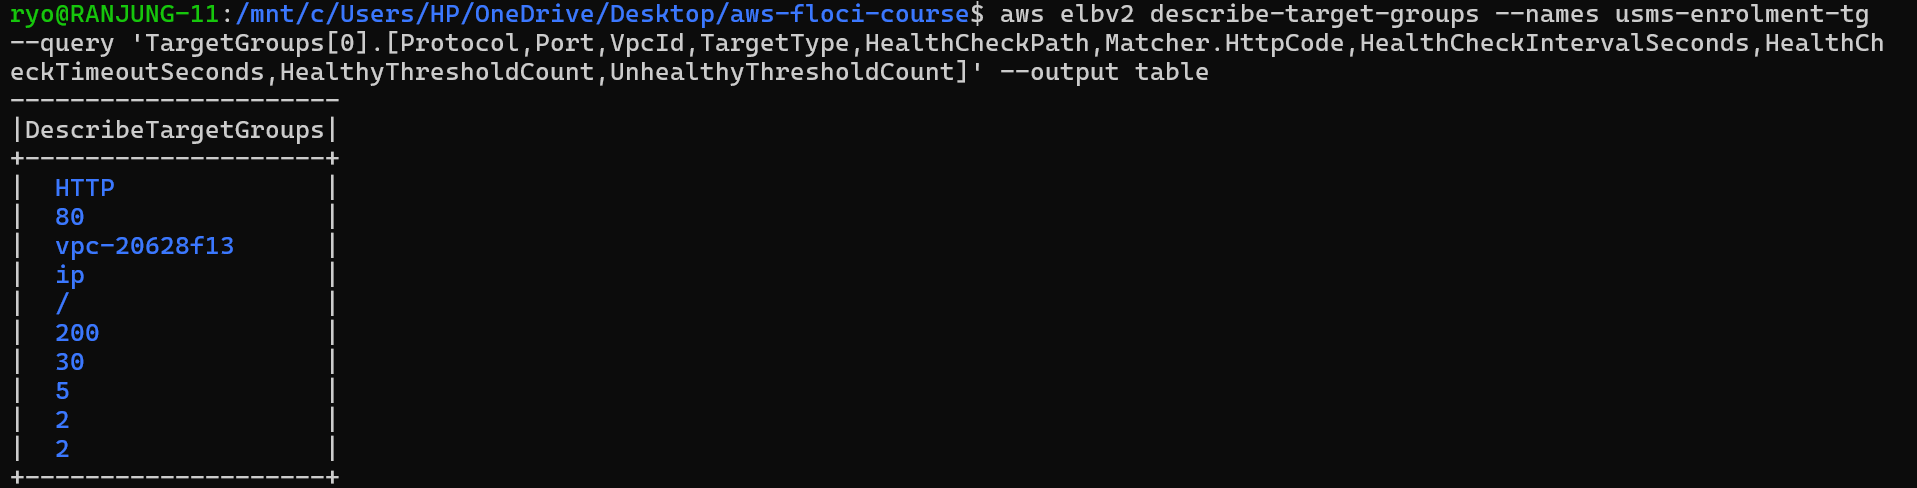 ryo@RANJUNG-11:/mnt/c/Users/HP/OneDrive/Desktop/aws-floci-course$ aws elbv2 describe-target-groups --names usms-enrolment-tg
--query 'TargetGroups[0].[Protocol,Port,VpcId,TargetType,HealthCheckPath,Matcher.HttpCode,HealthCheckIntervalSeconds,HealthCh
eckTimeoutSeconds,HealthyThresholdCount,UnhealthyThresholdCount]' --output table
----------------------
|DescribeTargetGroups|
+--------------------+
|  HTTP              |
|  80                |
|  vpc-20628f13      |
|  ip                |
|  /                 |
|  200               |
|  30                |
|  5                 |
|  2                 |
|  2                 |
+--------------------+